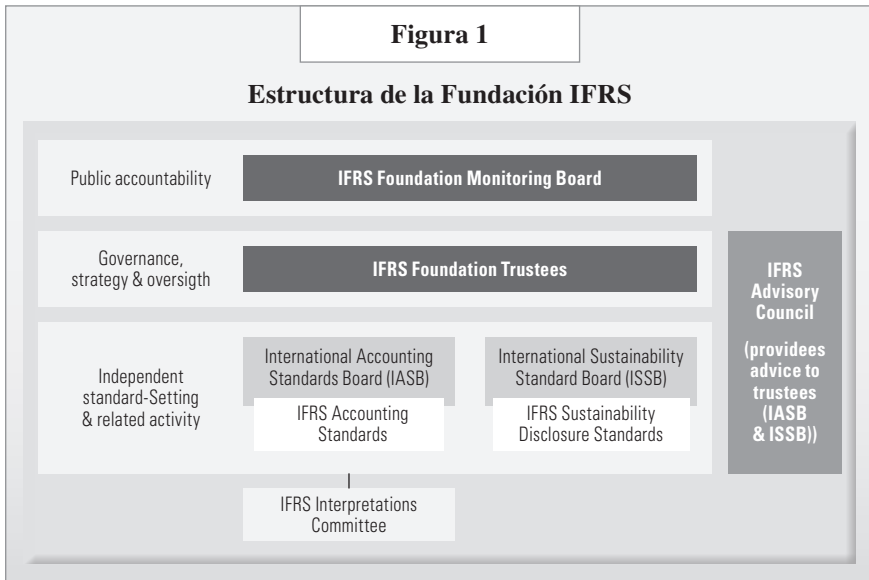 Figura 1
Estructura de la Fundación IFRS
Public accountability
IFRS Foundation Monitoring Board
Governance,
strategy & oversigth
IFRS Foundation Trustees
IFRS
Advisory
Council
(providees
advice to
trustees
(IASB
& ISSB))
Independent
standard-Setting
& related activity
International Accounting
Standards Board (IASB)
IFRS Accounting
Standards
International Sustainability
Standard Board (ISSB)
IFRS Sustainability
Disclosure Standards
IFRS Interpretations
Committee